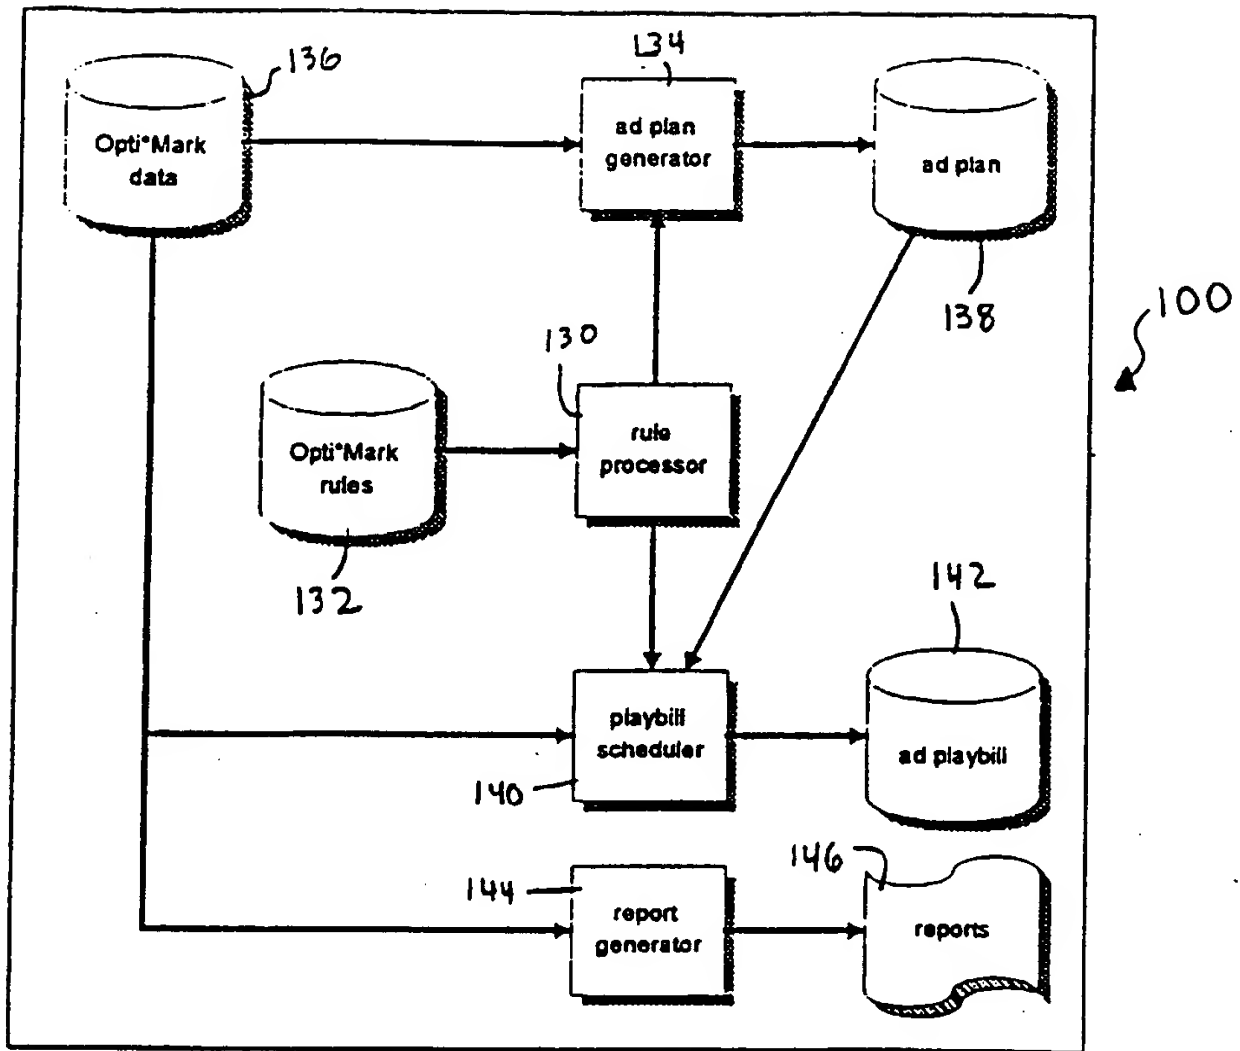 136
134
Opti*Mark
data
ad plan
generator
ad plan
138
100
130
Opti*Mark
rules
rule
processor
132
142
playbill
scheduler
ad playbill
140
146
144
report
generator
reports